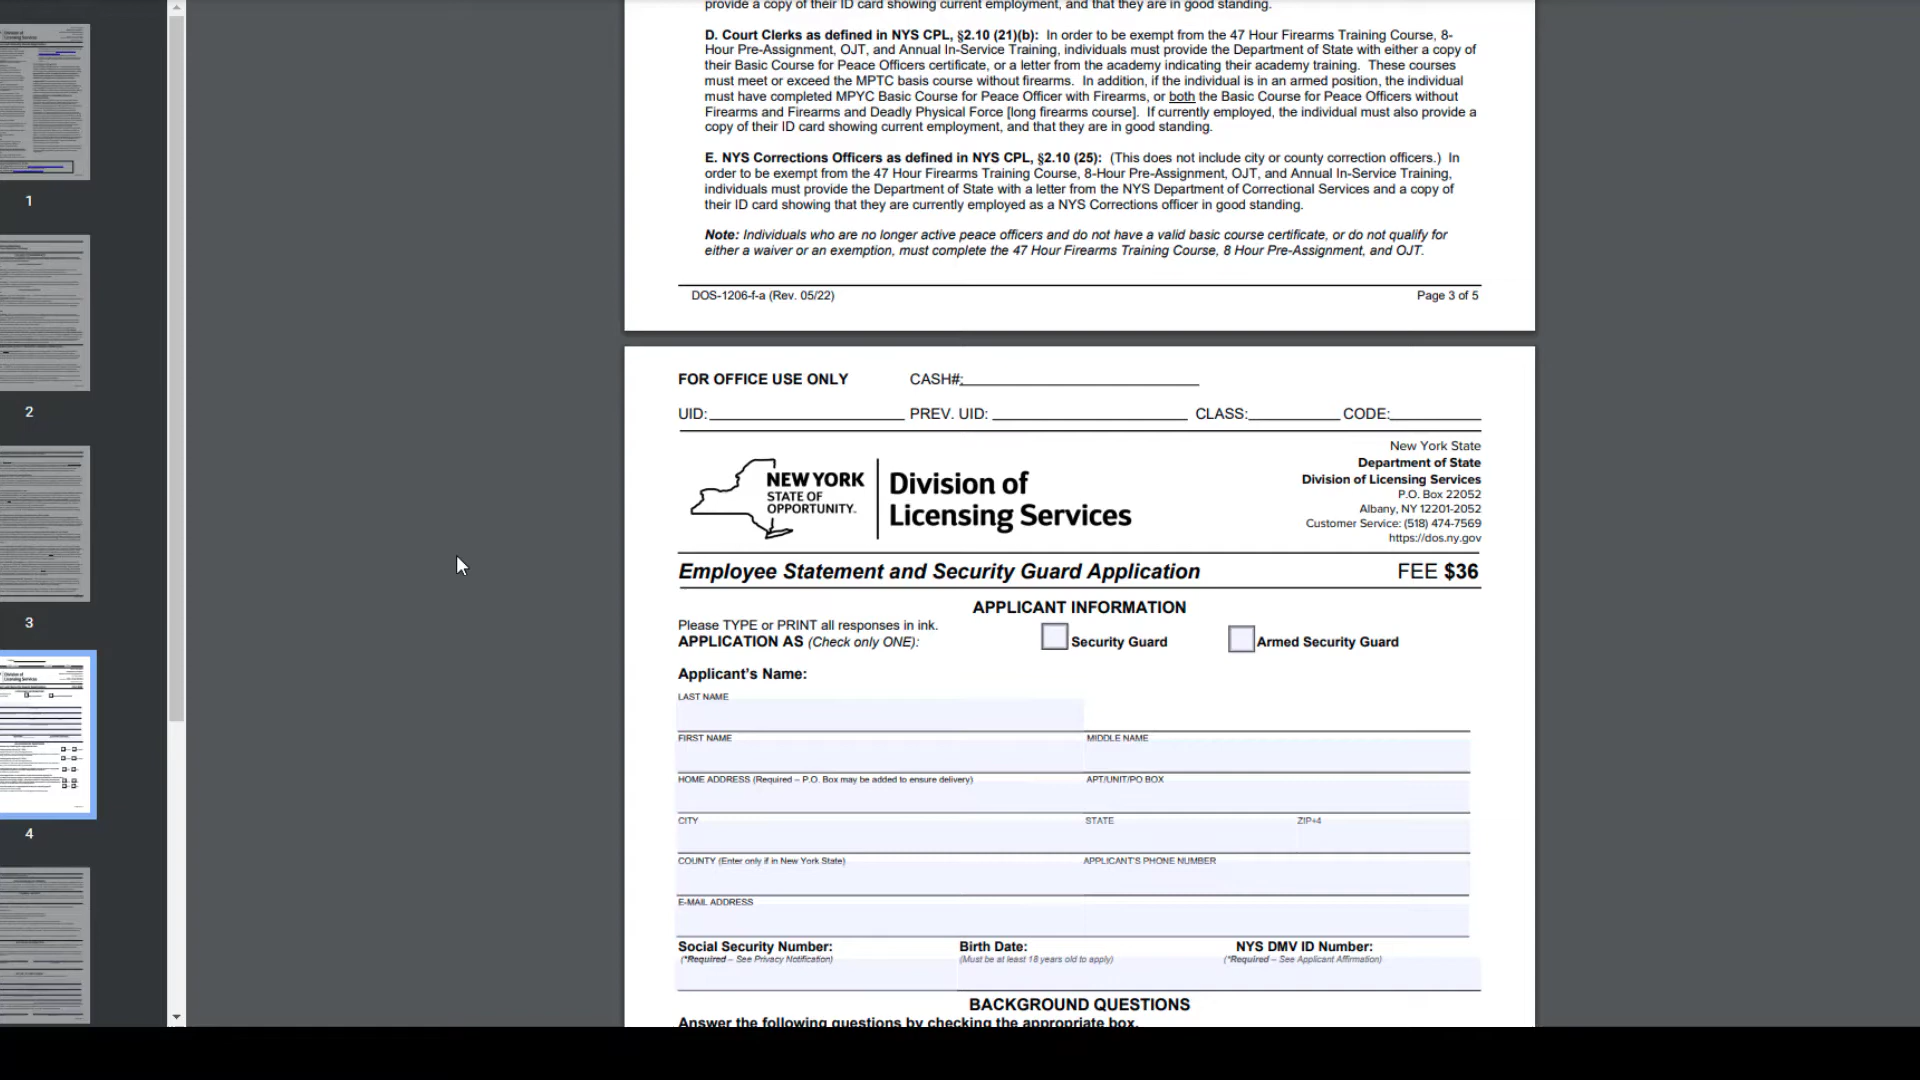 provide a copy of their ID card showing current employment, and that they are in good standing.
D. Court Clerks as defined in NYS CPL, §2.10 (21)(b): In order to be exempt from the 47 Hour Firearms Training Course, 8-
Hour Pre-Assignment, OJT, and Annual In-Service Training, individuals must provide the Department of State with either a copy of
their Basic Course for Peace Officers certificate, or a letter from the academy indicating their academy training. These courses
must meet or exceed the MPTC basis course without firearms. In addition, if the individual is in an armed position, the individual
must have completed MPYC Basic Course for Peace Officer with Firearms, or both the Basic Course for Peace Officers without
Firearms and Firearms and Deadly Physical Force [long firearms course]. If currently employed, the individual must also provide a
copy of their ID card showing current employment, and that they are in good standing.
E. NYS Corrections Officers as defined in NYS CPL, §2.10 (25): (This does not include city or county correction officers.) In
order to be exempt from the 47 Hour Firearms Training Course, 8-Hour Pre-Assignment, OJT, and Annual In-Service Training,
individuals must provide the Department of State with a letter from the NYS Department of Correctional Services and a copy of
their ID card showing that they are currently employed as a NYS Corrections officer in good standing.
Note: Individuals who are no longer active peace officers and do not have a valid basic course certificate, or do not qualify for
either a waiver or an exemption, must complete the 47 Hour Firearms Training Course, 8 Hour Pre-Assignment, and OJT.
DOS-1206-f-a (Rev. 05/22) Page 3 of 5
FOR OFFICE USE ONLY CASH#:
UID: PREV. UID: CLASS: CODE:
NEW YORK
STATE OF
OPPORTUNITY.
Division of
Licensing Services
New York State
Department of State
Division of Licensing Services
P.O. Box 22052
Albany, NY 12201-2052
Customer Service: (518) 474-7569
https://dos.ny.gov
Employee Statement and Security Guard Application FEE $36
APPLICANT INFORMATION
Please TYPE or PRINT all responses in ink.
APPLICATION AS (Check only ONE): Security Guard Armed Security Guard
Applicant's Name:
LAST NAME
FIRST NAME MIDDLE NAME
HOME ADDRESS (Required – P.O. Box may be added to ensure delivery) APT/UNIT/PO BOX
CITY STATE ZIP+4
COUNTY (Enter only if in New York State) APPLICANT'S PHONE NUMBER
E-MAIL ADDRESS
Social Security Number: Birth Date: NYS DMV ID Number:
(*Required – See Privacy Notification) (Must be at least 18 years old to apply) (*Required – See Applicant Affirmation)
BACKGROUND QUESTIONS
Answer the following questions by checking the appropriate box.
Division of
Licensing Services
1
2
3
Division of
Licensing Services
4